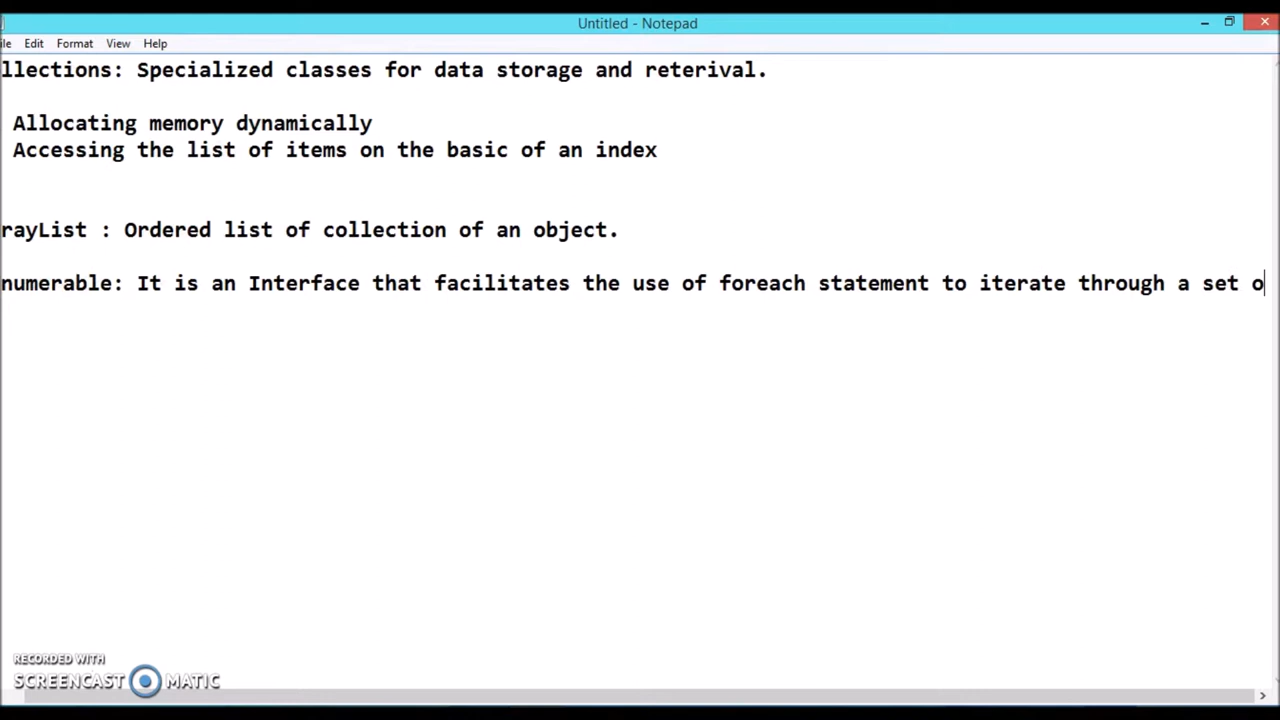 Untitled - Notepad
ile Edit Format View Help
llections: Specialized classes for data storage and reterival.
Allocating memory dynamically
Accessing the list of items on the basic of an index
rayList : Ordered list of collection of an object.
numerable: It is an Interface that facilitates the use of foreach statement to iterate through a set o
RECORDED WITH
SCREENCAST MATIC